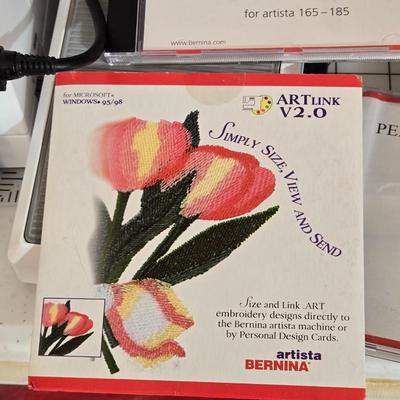 for artista 165 – 185
www.bernina.com
for MICROSOFT®
WINDOWS® 95/98
ARTLINK
V2.0
SIMPLY SIZE, VIEW AND SEND
PE
Size and Link .ART
embroidery designs directly to
the Bernina artista machine or
by Personal Design Cards.
artista
BERNINA®